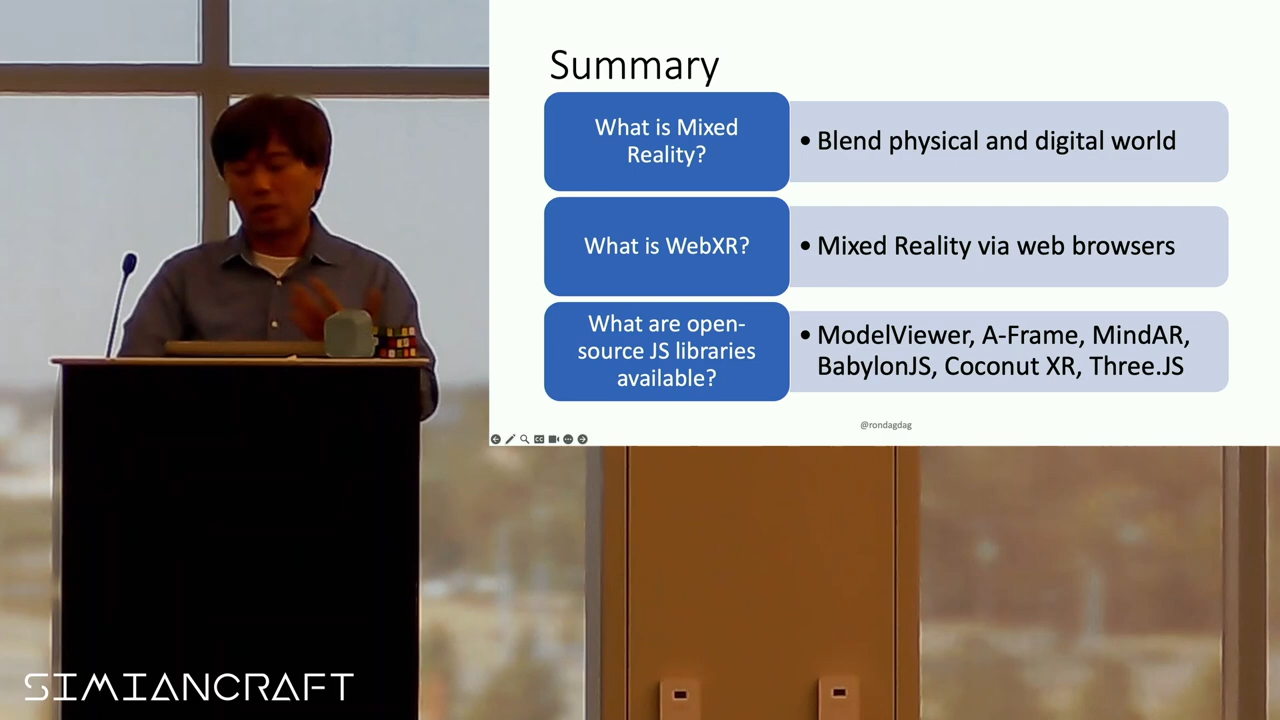 Summary
What is Mixed
Reality?
• Blend physical and digital world
What is WebXR?
• Mixed Reality via web browsers
What are open-
source JS libraries
available?
• ModelViewer, A-Frame, MindAR,
BabylonJS, Coconut XR, Three.JS
@rondagdag
CC
SIMIANCRAFT